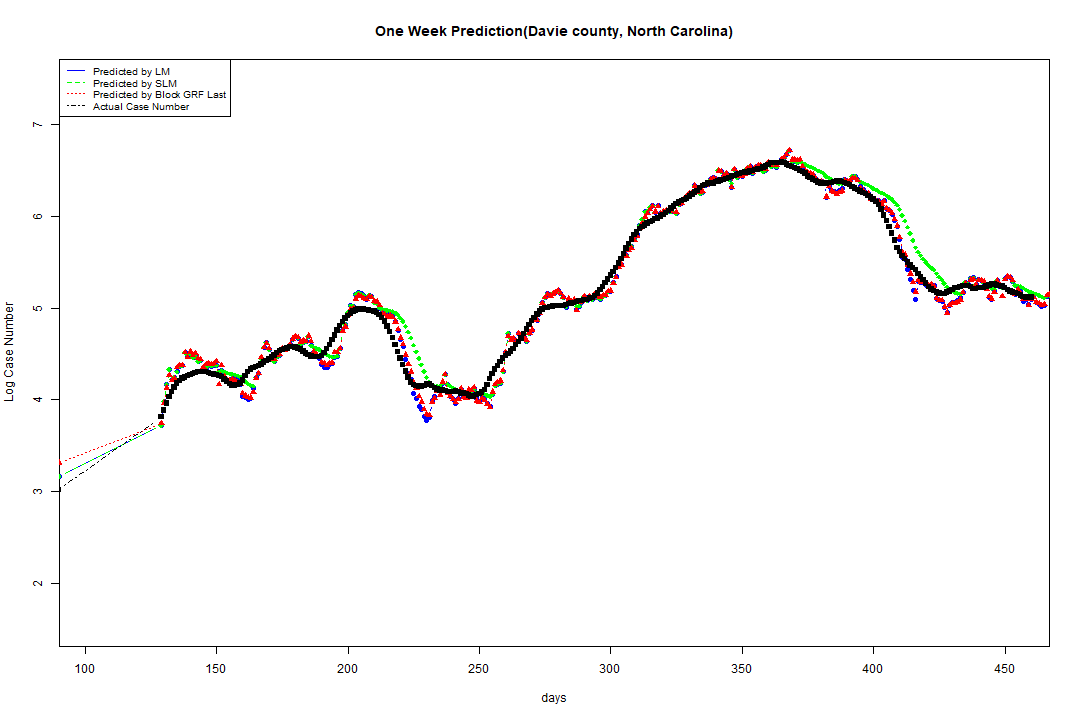 One Week Prediction(Davie county, North Carolina)
Predicted by LM
Predicted by SLM
Predicted by Block GRF Last
Actual Case Number
7
6
5
4
3
2
Log Case Number
100 150 200 250 300 350 400 450
days